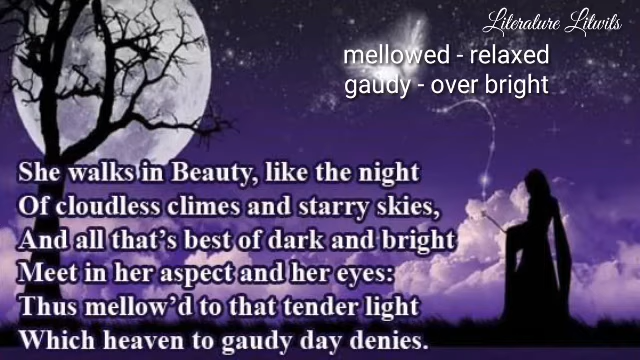 Literature Litwits
mellowed - relaxed
gaudy - over bright
She walks in Beauty, like the night
Of cloudless climes and starry skies,
And all that's best of dark and bright
Meet in her aspect and her eyes:
Thus mellow'd to that tender light
Which heaven to gaudy day denies.